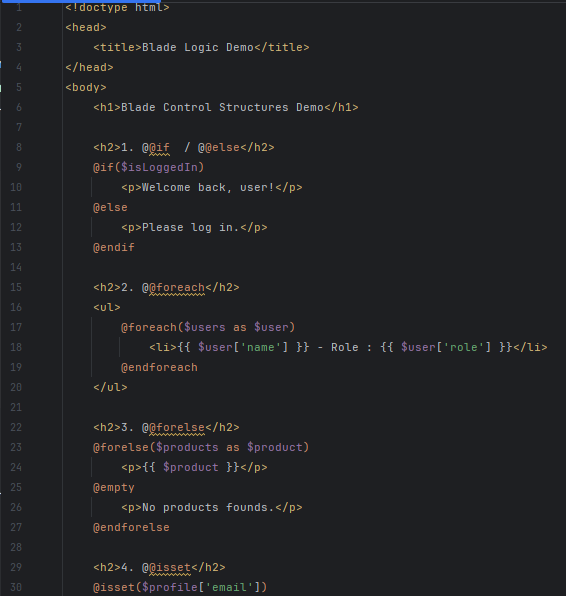 1 <!doctype html>
2 <head>
3 <title>Blade Logic Demo</title>
4 </head>
5 <body>
6 <h1>Blade Control Structures Demo</h1>
7
8 <h2>1. @@if / @@else</h2>
9 @if($isLoggedIn)
10 <p>Welcome back, user!</p>
11 @else
12 <p>Please log in.</p>
13 @endif
14
15 <h2>2. @@foreach</h2>
16 <ul>
17 @foreach($users as $user)
18 <li>{{ $user['name'] }} - Role : {{ $user['role'] }}</li>
19 @endforeach
20 </ul>
21
22 <h2>3. @@forelse</h2>
23 @forelse($products as $product)
24 <p>{{ $product }}</p>
25 @empty
26 <p>No products founds.</p>
27 @endforelse
28
29 <h2>4. @@isset</h2>
30 @isset($profile['email'])